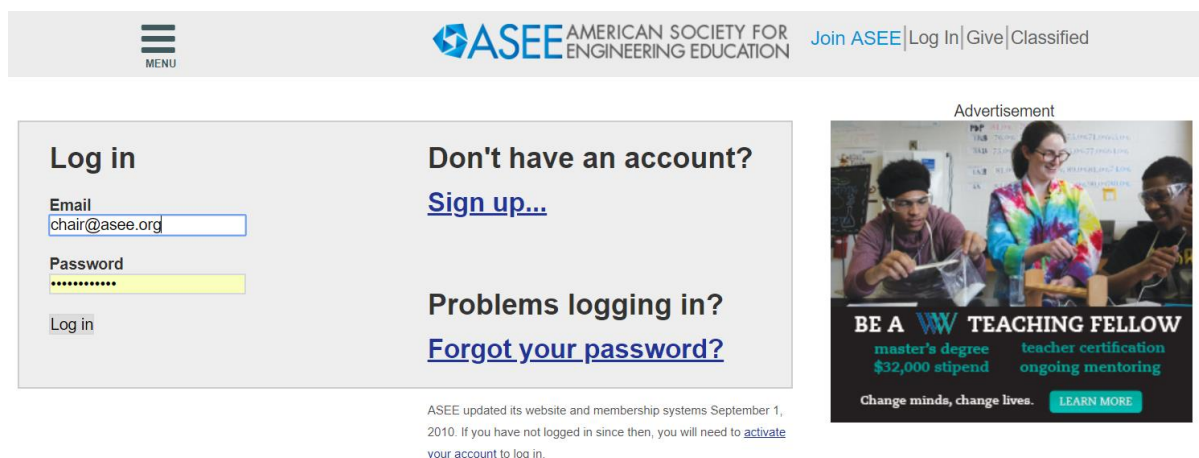 MENU
ASEE AMERICAN SOCIETY FOR
ENGINEERING EDUCATION
Join ASEE|Log In|Give|Classified
Log in
Email
chair@asee.org
Password
••••••••••••
Log in
Don't have an account?
Sign up...
Problems logging in?
Forgot your password?
ASEE updated its website and membership systems September 1,
2010. If you have not logged in since then, you will need to activate
your account to log in.
Advertisement
BE A WW TEACHING FELLOW
master's degree
$32,000 stipend
teacher certification
ongoing mentoring
Change minds, change lives.
LEARN MORE